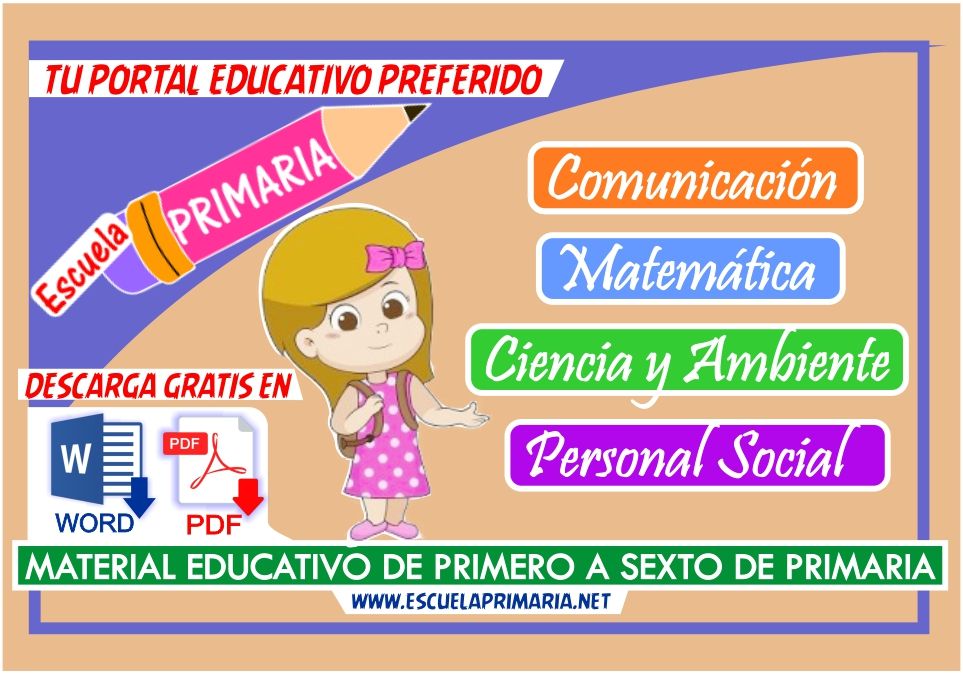 TU PORTAL EDUCATIVO PREFERIDO
Escuela
PRIMARIA
Comunicación
Matemática
Ciencia y Ambiente
Personal Social
DESCARGA GRATIS EN
W
PDF
WORD
PDF
MATERIAL EDUCATIVO DE PRIMERO A SEXTO DE PRIMARIA
WWW.ESCUELAPRIMARIA.NET